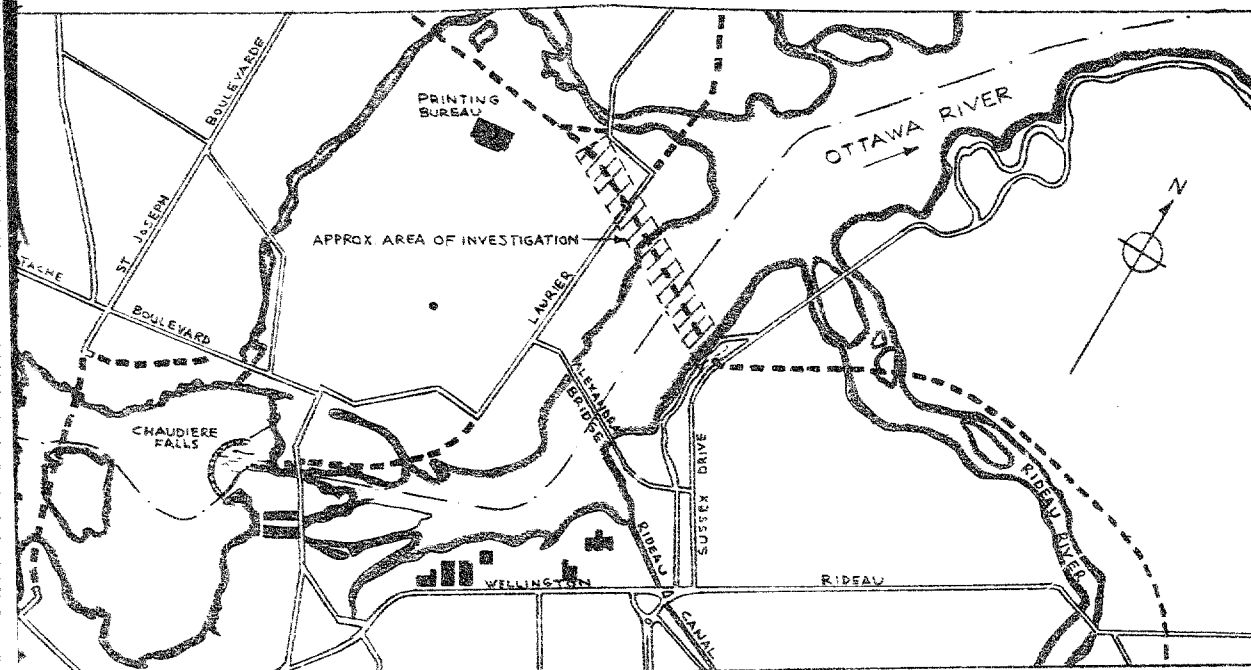 BOULEVARDE
PRINTING
BUREAU
OTTAWA RIVER
N
ST JOSEPH
APPROX. AREA OF INVESTIGATION
TACHE
BOULEVARD
LAURIER
ALEXANDRA
BRIDGE
CHAUDIERE
FALLS
SUSSEX DRIVE
RIDEAU RIVER
RIDEAU
CANAL
WELLINGTON
RIDEAU